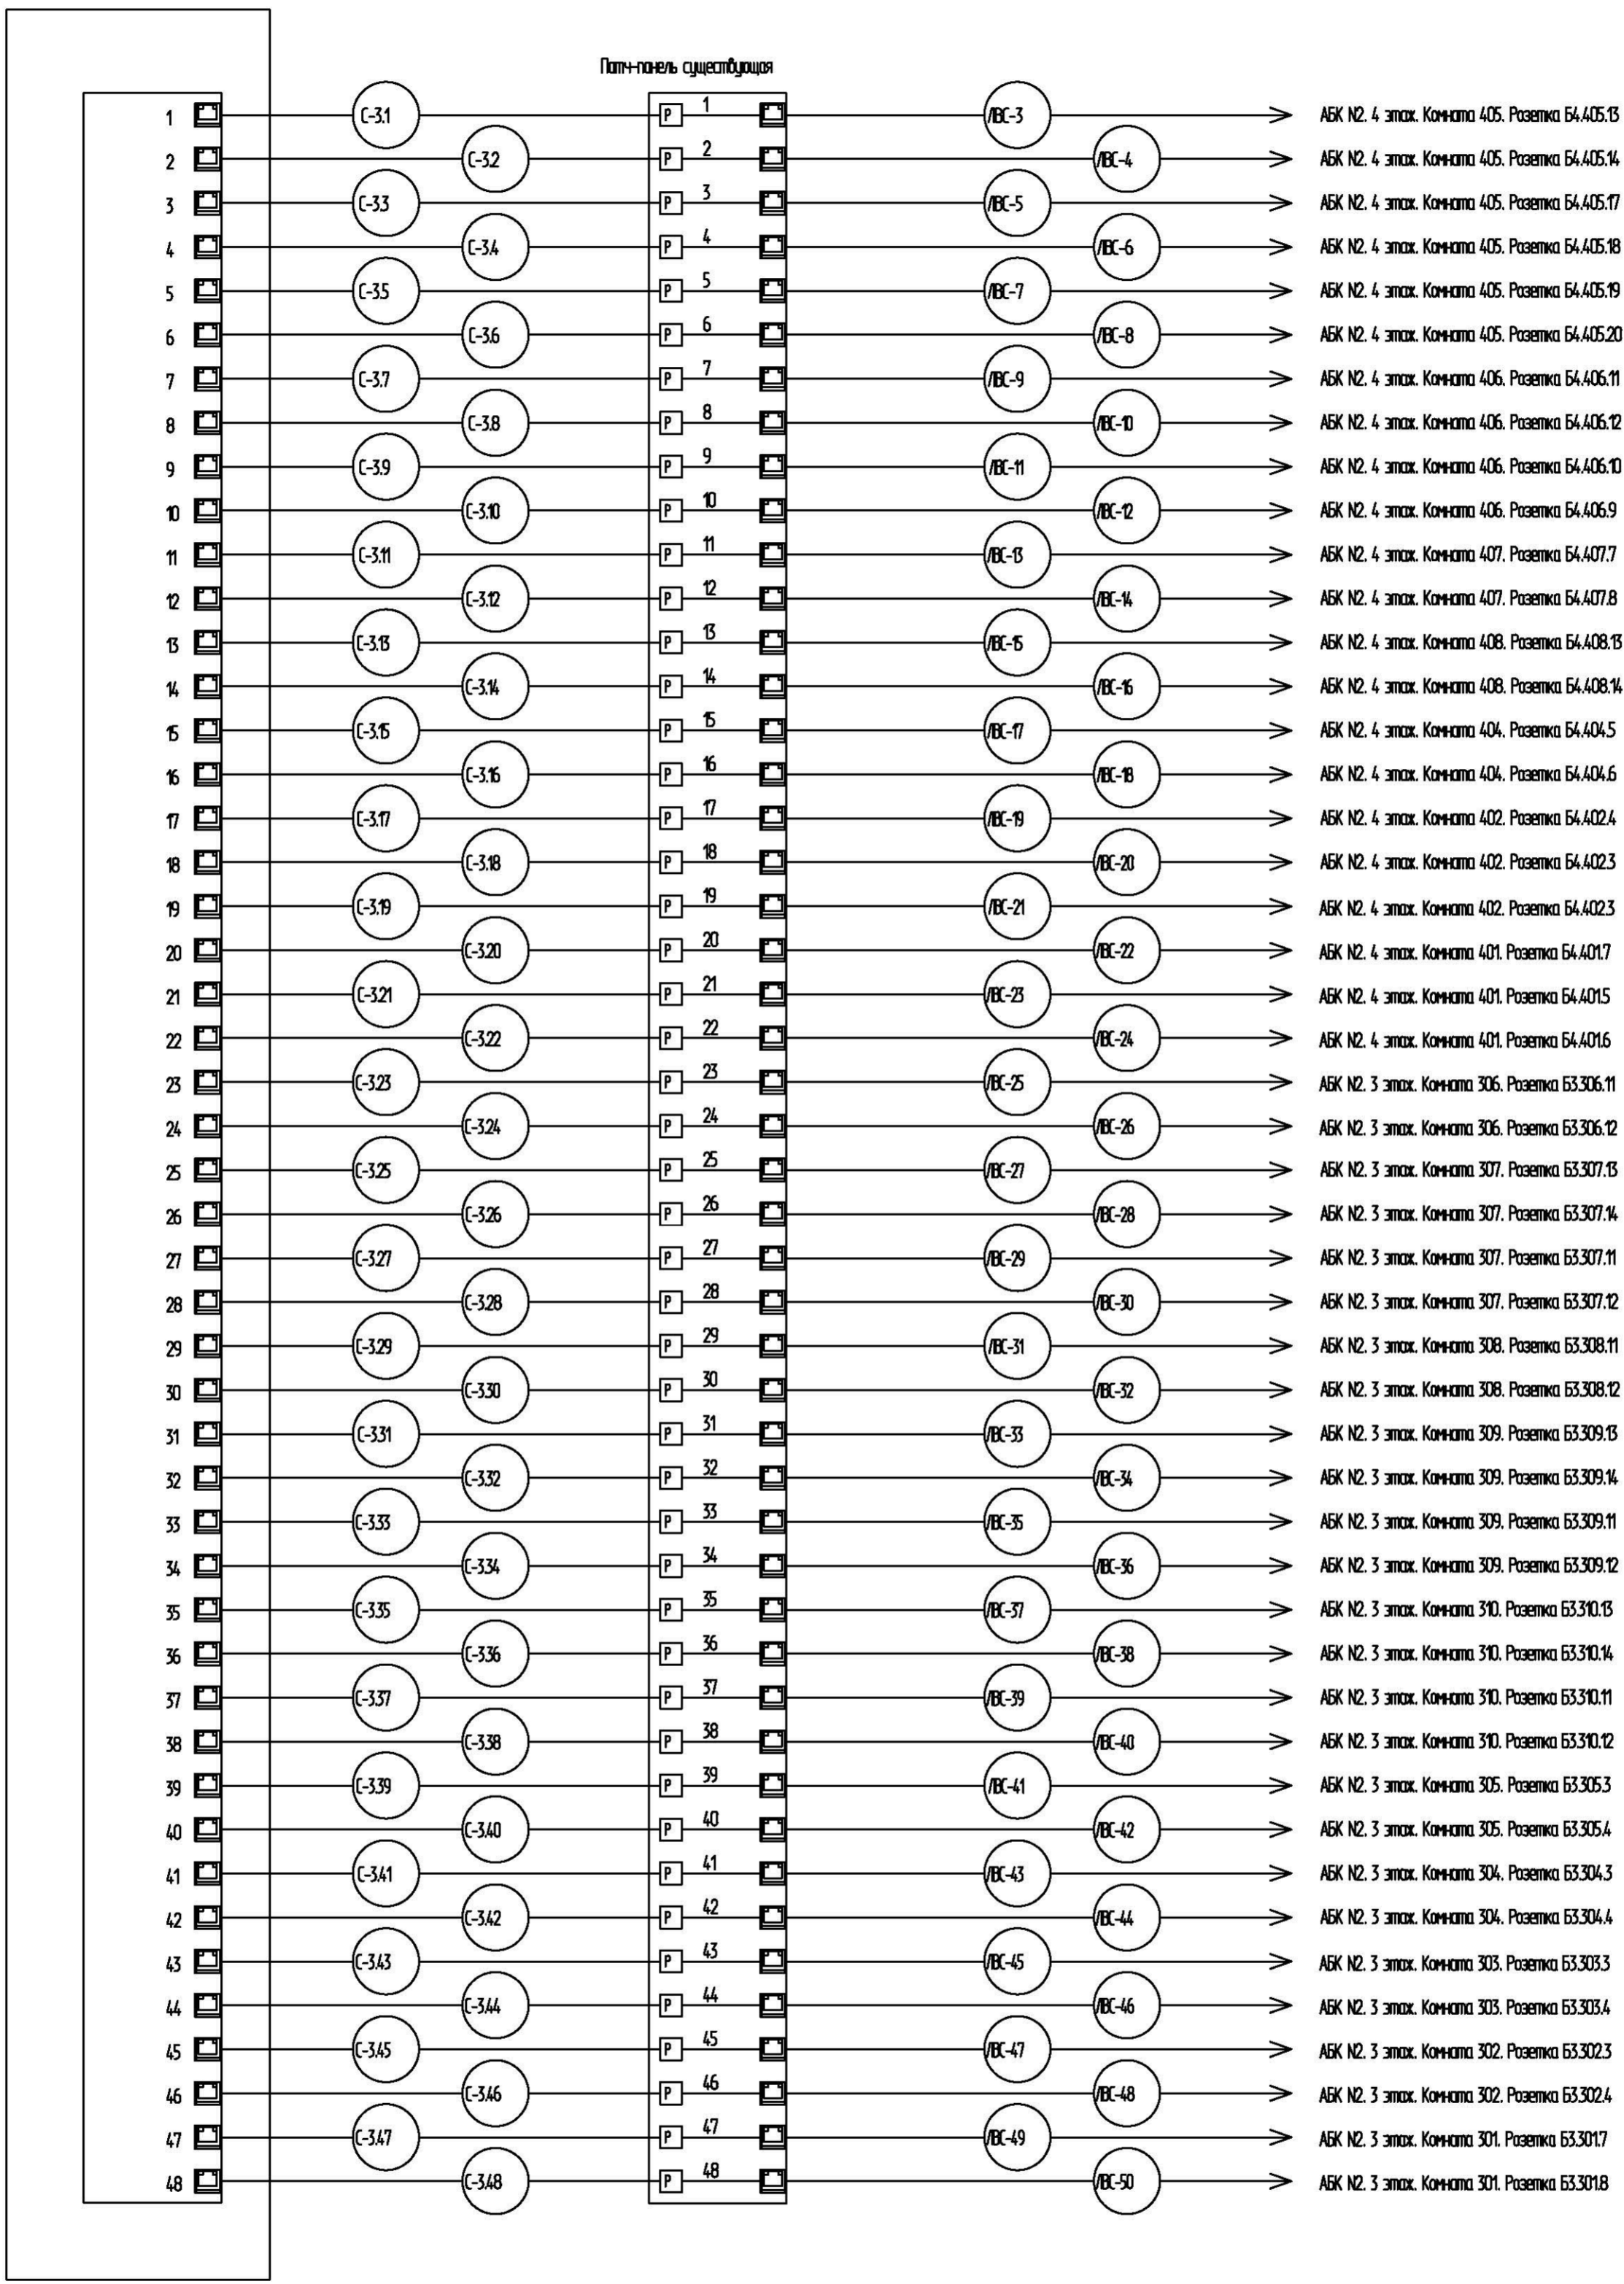 Патч-панель существующая
1 С-3.1 Р 1 ЛВС-3 АБК N2. 4 этаж. Комната 405. Розетка Б4.405.13
2 С-3.2 Р 2 ЛВС-4 АБК N2. 4 этаж. Комната 405. Розетка Б4.405.14
3 С-3.3 Р 3 ЛВС-5 АБК N2. 4 этаж. Комната 405. Розетка Б4.405.17
4 С-3.4 Р 4 ЛВС-6 АБК N2. 4 этаж. Комната 405. Розетка Б4.405.18
5 С-3.5 Р 5 ЛВС-7 АБК N2. 4 этаж. Комната 405. Розетка Б4.405.19
6 С-3.6 Р 6 ЛВС-8 АБК N2. 4 этаж. Комната 405. Розетка Б4.405.20
7 С-3.7 Р 7 ЛВС-9 АБК N2. 4 этаж. Комната 406. Розетка Б4.406.11
8 С-3.8 Р 8 ЛВС-10 АБК N2. 4 этаж. Комната 406. Розетка Б4.406.12
9 С-3.9 Р 9 ЛВС-11 АБК N2. 4 этаж. Комната 406. Розетка Б4.406.10
10 С-3.10 Р 10 ЛВС-12 АБК N2. 4 этаж. Комната 406. Розетка Б4.406.9
11 С-3.11 Р 11 ЛВС-13 АБК N2. 4 этаж. Комната 407. Розетка Б4.407.7
12 С-3.12 Р 12 ЛВС-14 АБК N2. 4 этаж. Комната 407. Розетка Б4.407.8
13 С-3.13 Р 13 ЛВС-15 АБК N2. 4 этаж. Комната 408. Розетка Б4.408.13
14 С-3.14 Р 14 ЛВС-16 АБК N2. 4 этаж. Комната 408. Розетка Б4.408.14
15 С-3.15 Р 15 ЛВС-17 АБК N2. 4 этаж. Комната 404. Розетка Б4.404.5
16 С-3.16 Р 16 ЛВС-18 АБК N2. 4 этаж. Комната 404. Розетка Б4.404.6
17 С-3.17 Р 17 ЛВС-19 АБК N2. 4 этаж. Комната 402. Розетка Б4.402.4
18 С-3.18 Р 18 ЛВС-20 АБК N2. 4 этаж. Комната 402. Розетка Б4.402.3
19 С-3.19 Р 19 ЛВС-21 АБК N2. 4 этаж. Комната 402. Розетка Б4.402.3
20 С-3.20 Р 20 ЛВС-22 АБК N2. 4 этаж. Комната 401. Розетка Б4.401.7
21 С-3.21 Р 21 ЛВС-23 АБК N2. 4 этаж. Комната 401. Розетка Б4.401.5
22 С-3.22 Р 22 ЛВС-24 АБК N2. 4 этаж. Комната 401. Розетка Б4.401.6
23 С-3.23 Р 23 ЛВС-25 АБК N2. 3 этаж. Комната 306. Розетка Б3.306.11
24 С-3.24 Р 24 ЛВС-26 АБК N2. 3 этаж. Комната 306. Розетка Б3.306.12
25 С-3.25 Р 25 ЛВС-27 АБК N2. 3 этаж. Комната 307. Розетка Б3.307.13
26 С-3.26 Р 26 ЛВС-28 АБК N2. 3 этаж. Комната 307. Розетка Б3.307.14
27 С-3.27 Р 27 ЛВС-29 АБК N2. 3 этаж. Комната 307. Розетка Б3.307.11
28 С-3.28 Р 28 ЛВС-30 АБК N2. 3 этаж. Комната 307. Розетка Б3.307.12
29 С-3.29 Р 29 ЛВС-31 АБК N2. 3 этаж. Комната 308. Розетка Б3.308.11
30 С-3.30 Р 30 ЛВС-32 АБК N2. 3 этаж. Комната 308. Розетка Б3.308.12
31 С-3.31 Р 31 ЛВС-33 АБК N2. 3 этаж. Комната 309. Розетка Б3.309.13
32 С-3.32 Р 32 ЛВС-34 АБК N2. 3 этаж. Комната 309. Розетка Б3.309.14
33 С-3.33 Р 33 ЛВС-35 АБК N2. 3 этаж. Комната 309. Розетка Б3.309.11
34 С-3.34 Р 34 ЛВС-36 АБК N2. 3 этаж. Комната 309. Розетка Б3.309.12
35 С-3.35 Р 35 ЛВС-37 АБК N2. 3 этаж. Комната 310. Розетка Б3.310.13
36 С-3.36 Р 36 ЛВС-38 АБК N2. 3 этаж. Комната 310. Розетка Б3.310.14
37 С-3.37 Р 37 ЛВС-39 АБК N2. 3 этаж. Комната 310. Розетка Б3.310.11
38 С-3.38 Р 38 ЛВС-40 АБК N2. 3 этаж. Комната 310. Розетка Б3.310.12
39 С-3.39 Р 39 ЛВС-41 АБК N2. 3 этаж. Комната 305. Розетка Б3.305.3
40 С-3.40 Р 40 ЛВС-42 АБК N2. 3 этаж. Комната 305. Розетка Б3.305.4
41 С-3.41 Р 41 ЛВС-43 АБК N2. 3 этаж. Комната 304. Розетка Б3.304.3
42 С-3.42 Р 42 ЛВС-44 АБК N2. 3 этаж. Комната 304. Розетка Б3.304.4
43 С-3.43 Р 43 ЛВС-45 АБК N2. 3 этаж. Комната 303. Розетка Б3.303.3
44 С-3.44 Р 44 ЛВС-46 АБК N2. 3 этаж. Комната 303. Розетка Б3.303.4
45 С-3.45 Р 45 ЛВС-47 АБК N2. 3 этаж. Комната 302. Розетка Б3.302.3
46 С-3.46 Р 46 ЛВС-48 АБК N2. 3 этаж. Комната 302. Розетка Б3.302.4
47 С-3.47 Р 47 ЛВС-49 АБК N2. 3 этаж. Комната 301. Розетка Б3.301.7
48 С-3.48 Р 48 ЛВС-50 АБК N2. 3 этаж. Комната 301. Розетка Б3.301.8